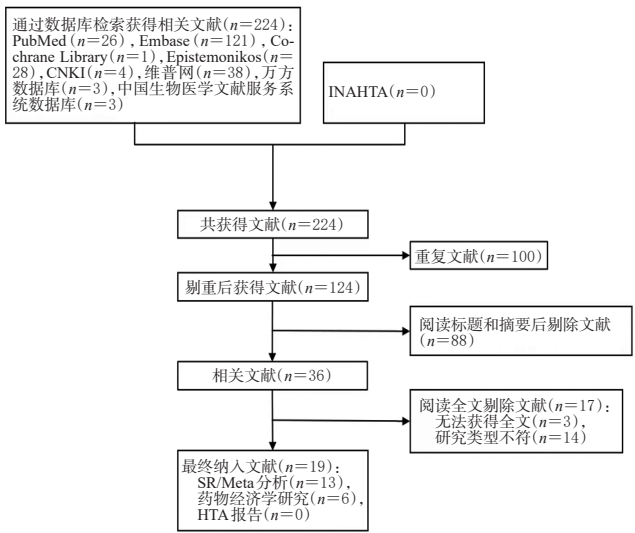 通过数据库检索获得相关文献(n=224)：
PubMed(n=26)，Embase(n=121)，Co-
chrane Library(n=1),Epistemonikos(n=
28),CNKI(n=4),维普网(n=38),万方
数据库(n=3),中国生物医学文献服务系
统数据库(n=3)
INAHTA(n=0)
共获得文献(n=224)
重复文献(n=100)
剔重后获得文献(n=124)
阅读标题和摘要后剔除文献
(n=88)
相关文献(n=36)
阅读全文剔除文献(n=17)：
无法获得全文(n=3),
研究类型不符(n=14)
最终纳入文献(n=19)：
SR/Meta分析(n=13),
药物经济学研究(n=6),
HTA报告(n=0)